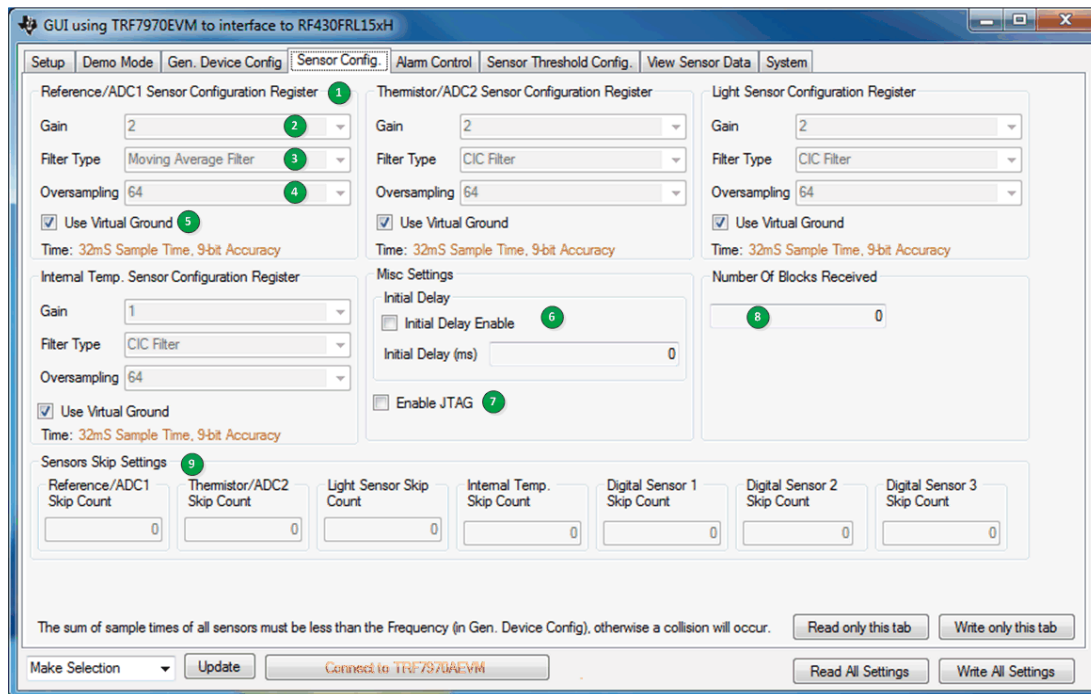 GUI using TRF7970EVM to interface to RF430FRL15xH
Setup Demo Mode Gen. Device Config Sensor Config. Alarm Control Sensor Threshold Config. View Sensor Data System
Reference/ADC1 Sensor Configuration Register 1
Gain 2 2
Filter Type Moving Average Filter 3
Oversampling 64 4
Use Virtual Ground 5
Time: 32mS Sample Time, 9-bit Accuracy
Thermistor/ADC2 Sensor Configuration Register
Gain 2
Filter Type CIC Filter
Oversampling 64
Use Virtual Ground
Time: 32mS Sample Time, 9-bit Accuracy
Light Sensor Configuration Register
Gain 2
Filter Type CIC Filter
Oversampling 64
Use Virtual Ground
Time: 32mS Sample Time, 9-bit Accuracy
Internal Temp. Sensor Configuration Register
Gain 1
Filter Type CIC Filter
Oversampling 64
Use Virtual Ground
Time: 32mS Sample Time, 9-bit Accuracy
Misc Settings
Initial Delay
Initial Delay Enable 6
Initial Delay (ms) 0
Enable JTAG 7
Number Of Blocks Received
8 0
Sensors Skip Settings 9
Reference/ADC1
Skip Count
0
Thermistor/ADC2
Skip Count
0
Light Sensor Skip
Count
0
Internal Temp.
Skip Count
0
Digital Sensor 1
Skip Count
0
Digital Sensor 2
Skip Count
0
Digital Sensor 3
Skip Count
0
The sum of sample times of all sensors must be less than the Frequency (in Gen. Device Config), otherwise a collision will occur.
Read only this tab Write only this tab
Make Selection Update Connect to TRF7970AEVM Read All Settings Write All Settings